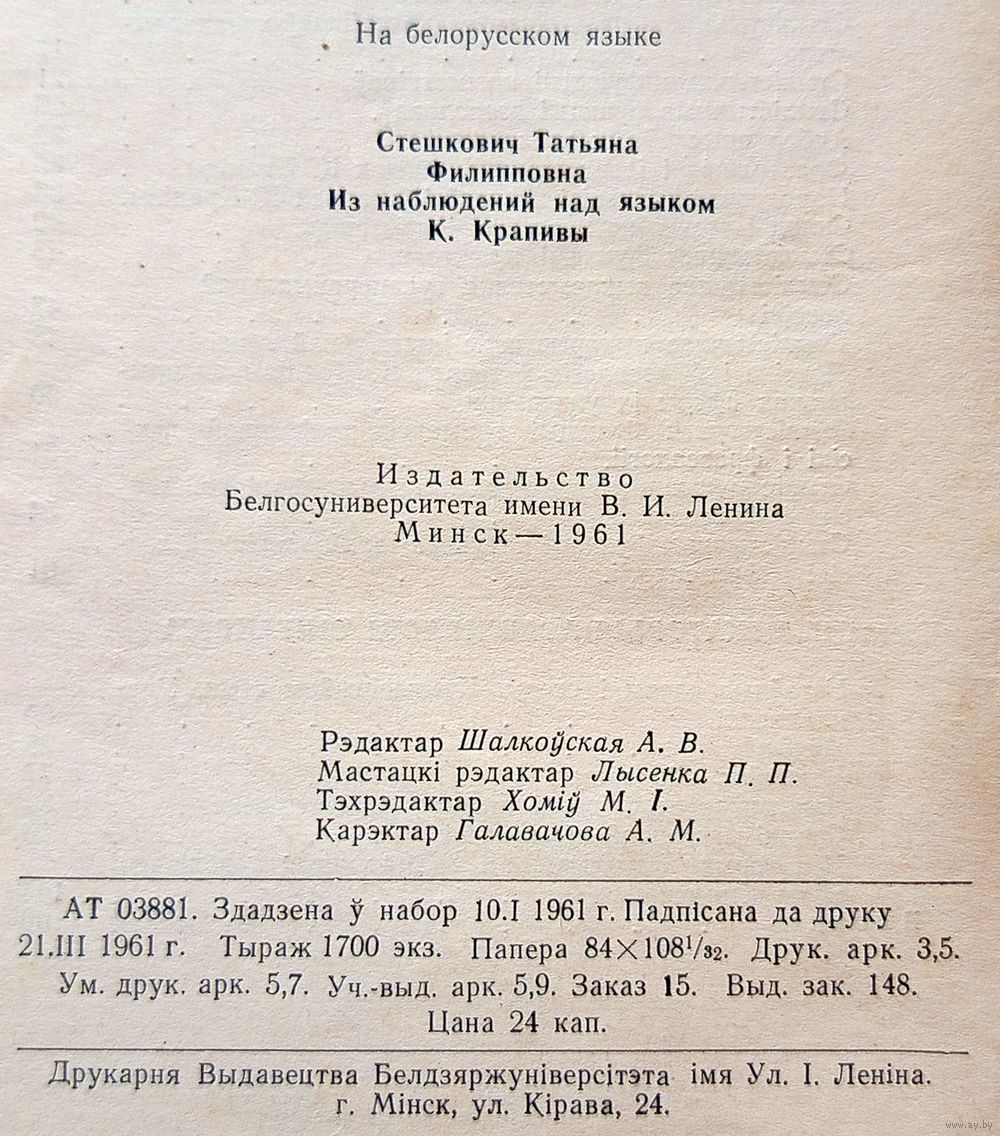 На белорусском языке
Стешкович Татьяна
Филипповна
Из наблюдений над языком
К. Крапивы
Издательство
Белгосуниверситета имени В. И. Ленина
Минск—1961
Рэдактар Шалкоўская А. В.
Мастацкі рэдактар Лысенка П. П.
Тэхрэдактар Хоміў М. І.
Карэктар Галавачова А. М.
АТ 03881. Здадзена ў набор 10.I 1961 г. Падпісана да друку
21.III 1961 г. Тыраж 1700 экз. Папера 84×108¹/₃₂. Друк. арк. 3,5.
Ум. друк. арк. 5,7. Уч.-выд. арк. 5,9. Заказ 15. Выд. зак. 148.
Цана 24 кап.
Друкарня Выдавецтва Белдзяржуніверсітэта імя Ул. І. Леніна.
г. Мінск, ул. Кірава, 24.
www.ay.by